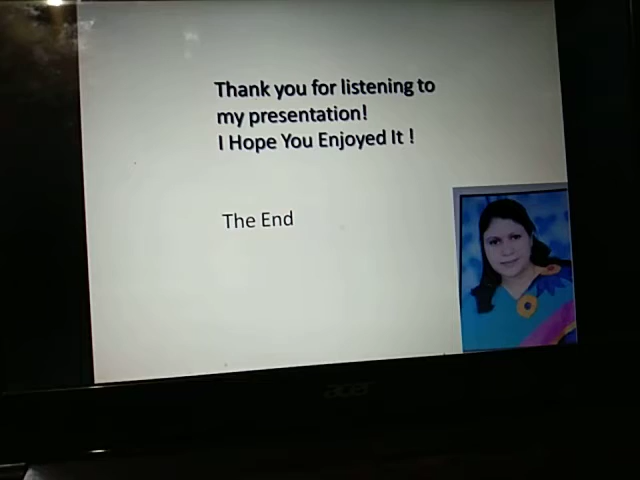 Thank you for listening to
my presentation!
I Hope You Enjoyed It !
The End
acer